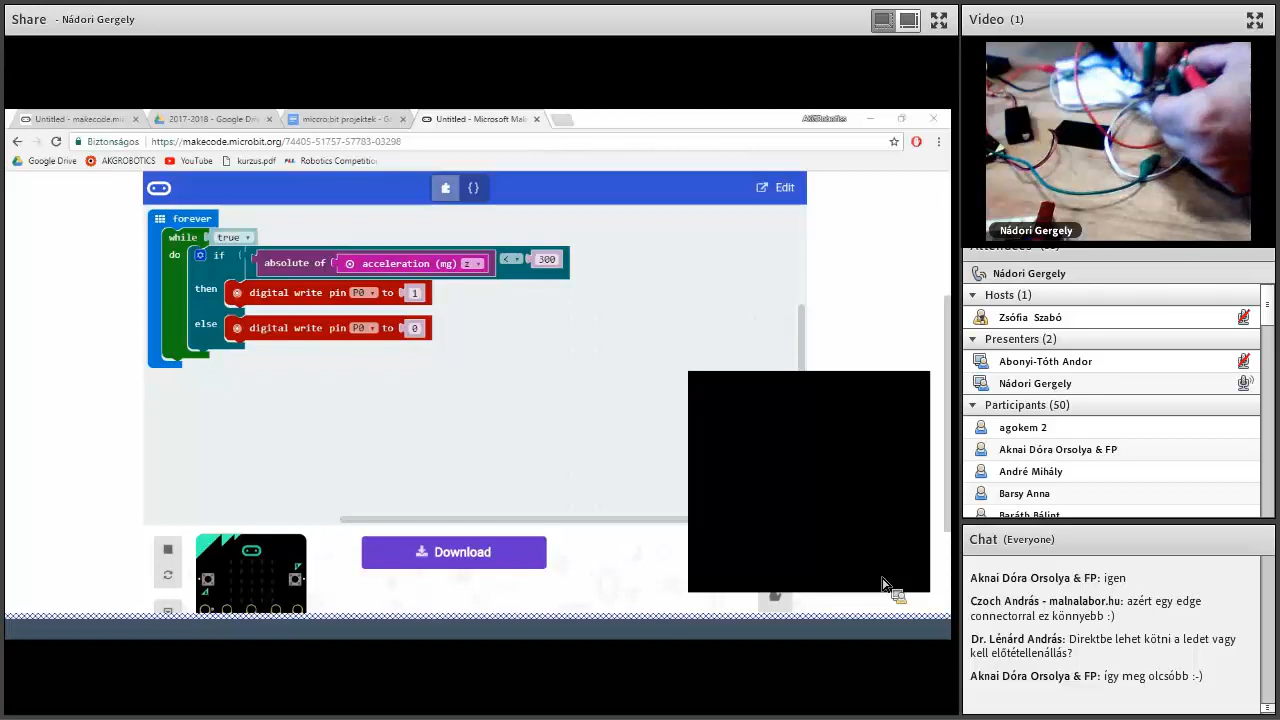 Share - Nádori Gergely
Untitled - makecode.mi
2017-2018 - Google Dri
miccro:bit projektek - Go
Untitled - Microsoft Mak
Biztonságos
https://makecode.microbit.org/74405-51757-57783-03298
Google Drive
AKGROBOTICS
YouTube
kurzus.pdf
Robotics Competitio
Edit
forever
while true
do if absolute of acceleration (mg) z < 300
then digital write pin P0 to 1
else digital write pin P0 to 0
Download
Video (1)
Nádori Gergely
Nádori Gergely
Hosts (1)
Zsófia Szabó
Presenters (2)
Abonyi-Tóth Andor
Nádori Gergely
Participants (50)
agokem 2
Aknai Dóra Orsolya & FP
André Mihály
Barsy Anna
Baráth Bálint
Chat (Everyone)
Aknai Dóra Orsolya & FP: igen
Czoch András - malnalabor.hu: azért egy edge
connectorral ez könnyebb :)
Dr. Lénárd András: Direktbe lehet kötni a ledet vagy
kell előtétellenállás?
Aknai Dóra Orsolya & FP: így meg olcsóbb :-)